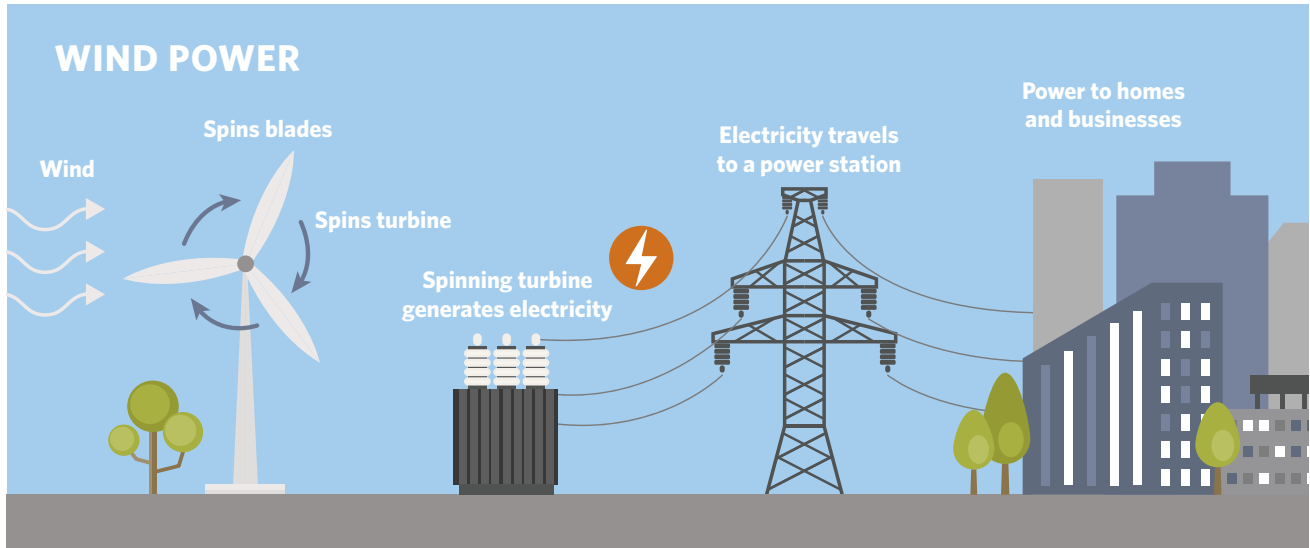 WIND POWER
Wind
Spins blades
Spins turbine
Spinning turbine
generates electricity
Electricity travels
to a power station
Power to homes
and businesses